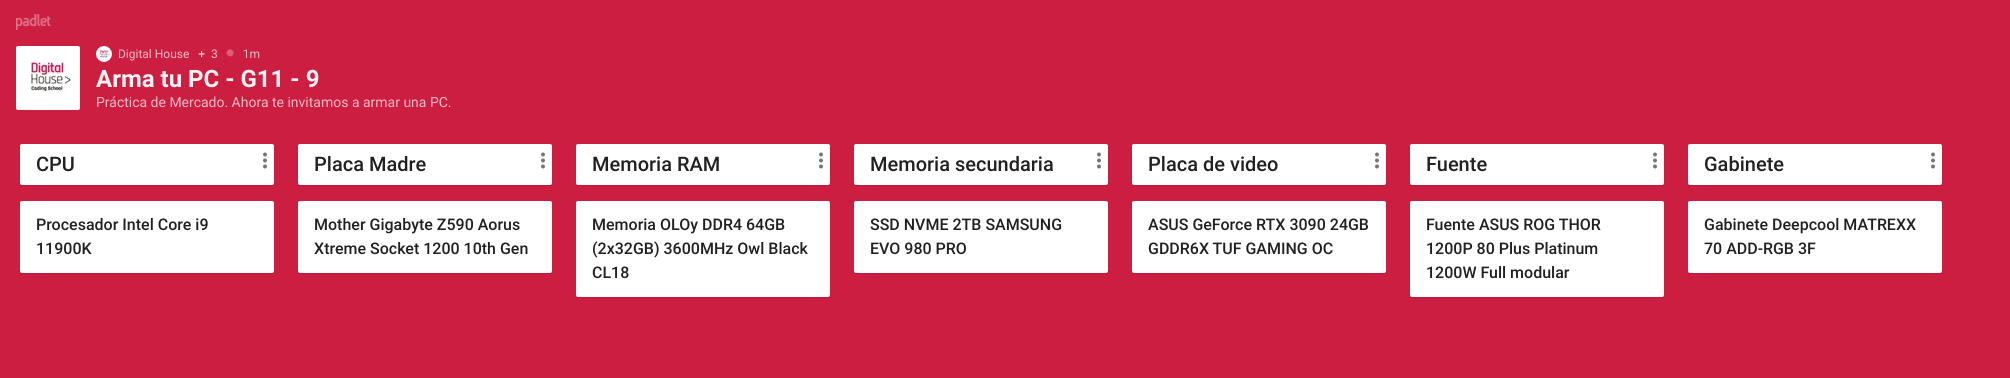 padlet
Digital House + 3 • 1m
Digital
House>
Coding School
Arma tu PC - G11 - 9
Práctica de Mercado. Ahora te invitamos a armar una PC.
CPU
Procesador Intel Core i9
11900K
Placa Madre
Mother Gigabyte Z590 Aorus
Xtreme Socket 1200 10th Gen
Memoria RAM
Memoria OLOy DDR4 64GB
(2x32GB) 3600MHz Owl Black
CL18
Memoria secundaria
SSD NVME 2TB SAMSUNG
EVO 980 PRO
Placa de video
ASUS GeForce RTX 3090 24GB
GDDR6X TUF GAMING OC
Fuente
Fuente ASUS ROG THOR
1200P 80 Plus Platinum
1200W Full modular
Gabinete
Gabinete Deepcool MATREXX
70 ADD-RGB 3F